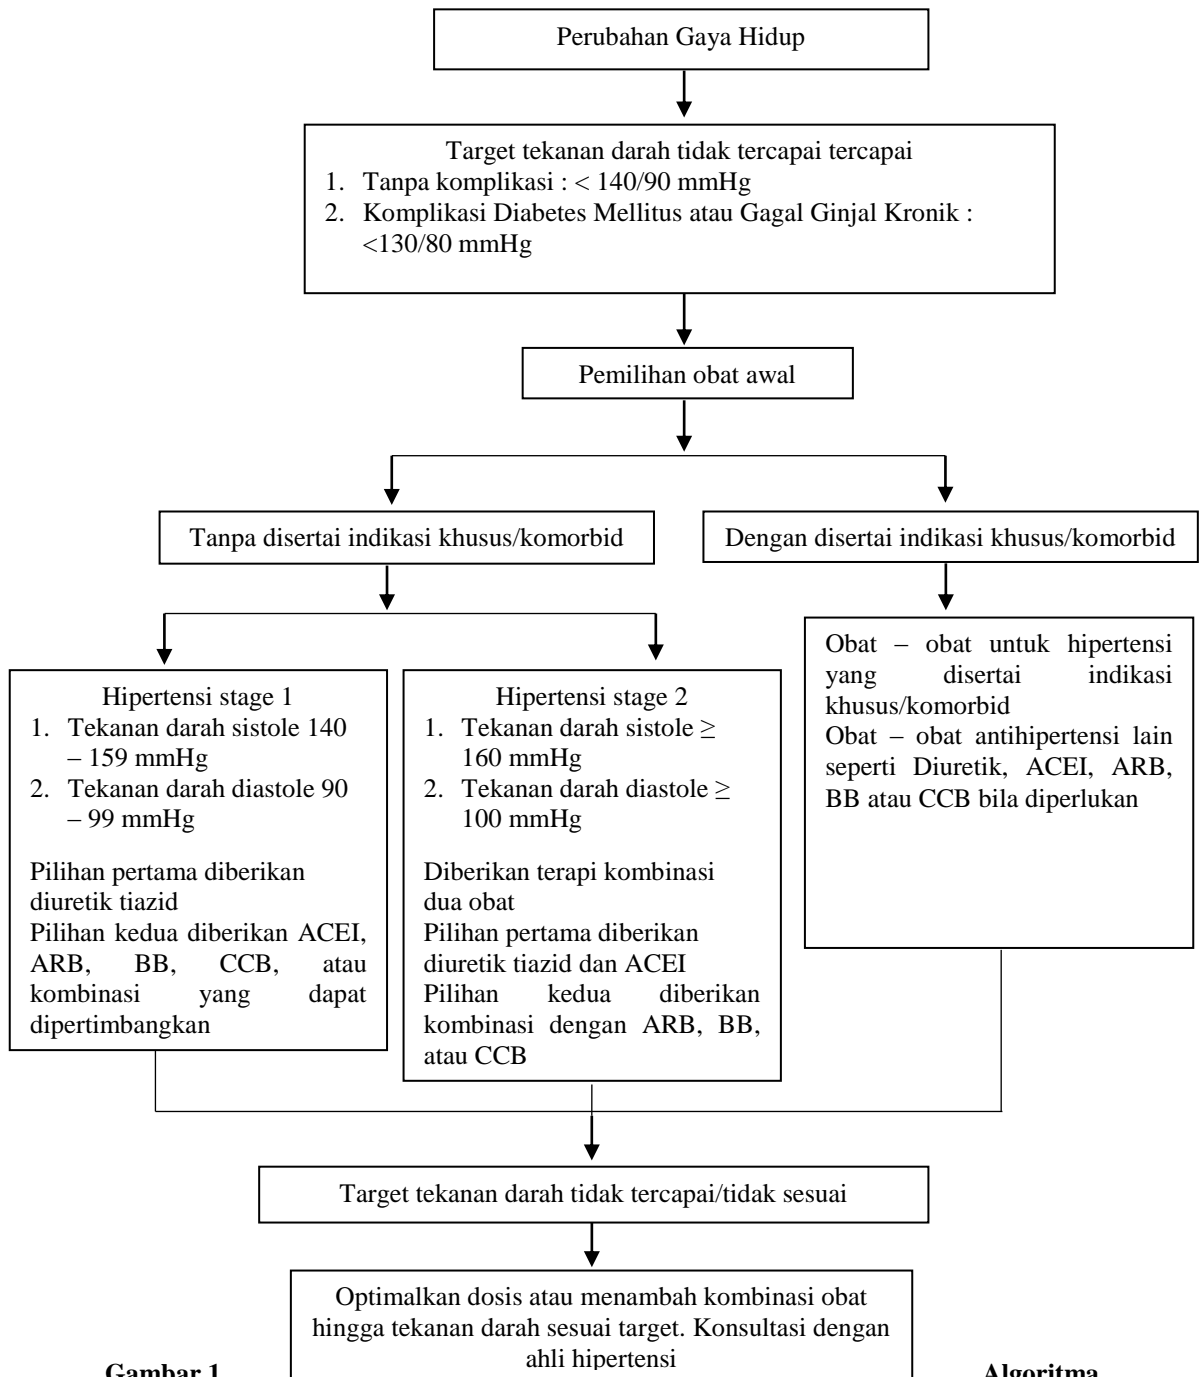 Perubahan Gaya Hidup
Target tekanan darah tidak tercapai tercapai
1. Tanpa komplikasi : < 140/90 mmHg
2. Komplikasi Diabetes Mellitus atau Gagal Ginjal Kronik :
<130/80 mmHg
Pemilihan obat awal
Tanpa disertai indikasi khusus/komorbid
Dengan disertai indikasi khusus/komorbid
Hipertensi stage 1
1. Tekanan darah sistole 140
– 159 mmHg
2. Tekanan darah diastole 90
– 99 mmHg
Pilihan pertama diberikan
diuretik tiazid
Pilihan kedua diberikan ACEI,
ARB, BB, CCB, atau
kombinasi yang dapat
dipertimbangkan
Hipertensi stage 2
1. Tekanan darah sistole ≥
160 mmHg
2. Tekanan darah diastole ≥
100 mmHg
Diberikan terapi kombinasi
dua obat
Pilihan pertama diberikan
diuretik tiazid dan ACEI
Pilihan kedua diberikan
kombinasi dengan ARB, BB,
atau CCB
Obat – obat untuk hipertensi
yang disertai indikasi
khusus/komorbid
Obat – obat antihipertensi lain
seperti Diuretik, ACEI, ARB,
BB atau CCB bila diperlukan
Target tekanan darah tidak tercapai/tidak sesuai
Optimalkan dosis atau menambah kombinasi obat
hingga tekanan darah sesuai target. Konsultasi dengan
ahli hipertensi
Gambar 1 Algoritma